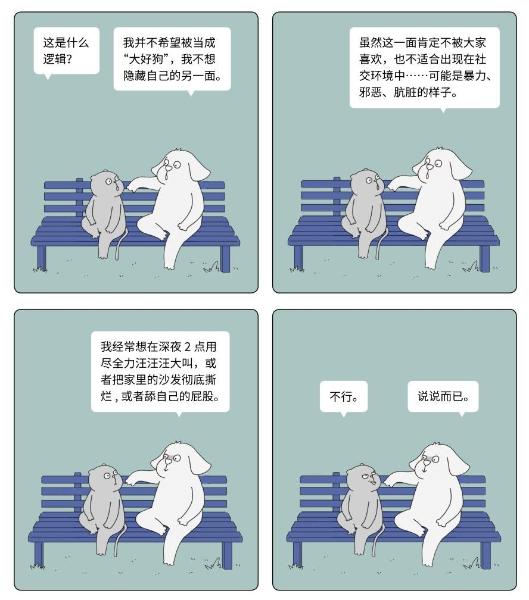 这是什么
逻辑?
我并不希望被当成
“大好狗”，我不想
隐藏自己的另一面。
虽然这一面肯定不被大家
喜欢，也不适合出现在社
交环境中……可能是暴力、
邪恶、肮脏的样子。
我经常想在深夜 2 点用
尽全力汪汪汪大叫，或
者把家里的沙发彻底撕
烂 , 或者舔自己的屁股。
不行。
说说而已。